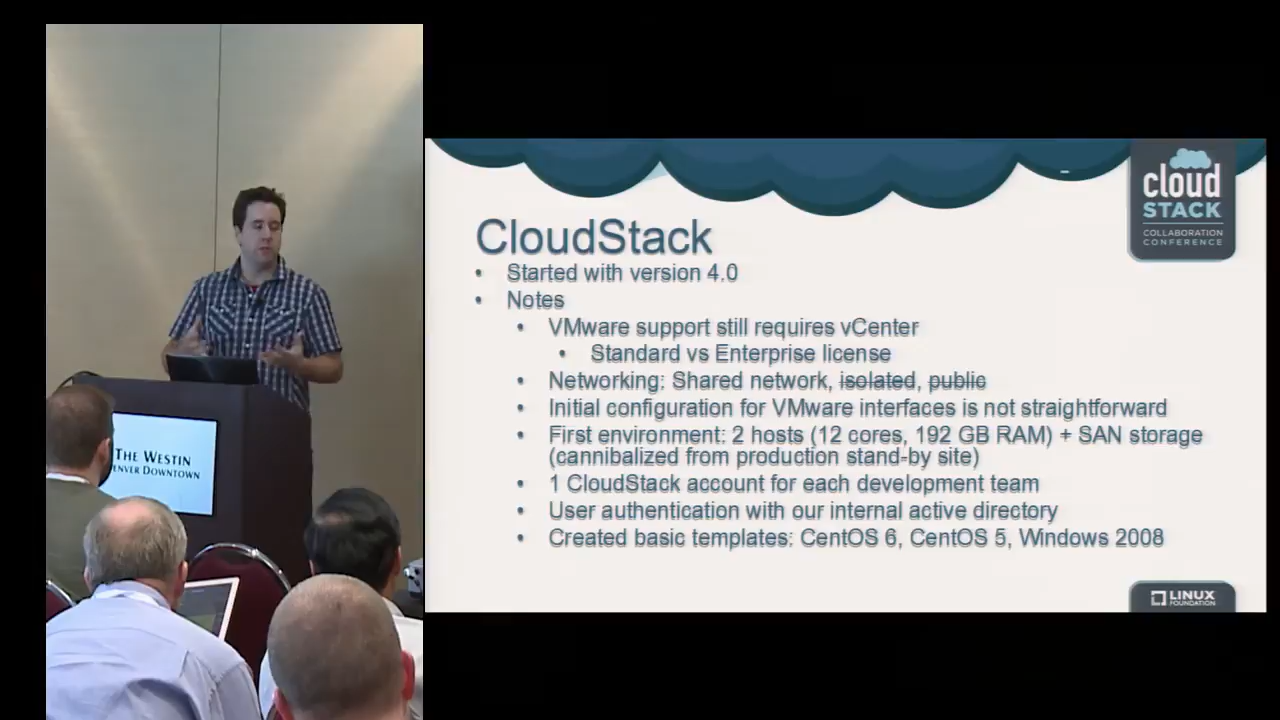 THE WESTIN
DENVER DOWNTOWN
cloud
STACK
COLLABORATION
CONFERENCE
CloudStack
• Started with version 4.0
• Notes
• VMware support still requires vCenter
• Standard vs Enterprise license
• Networking: Shared network, isolated, public
• Initial configuration for VMware interfaces is not straightforward
• First environment: 2 hosts (12 cores, 192 GB RAM) + SAN storage
(cannibalized from production stand-by site)
• 1 CloudStack account for each development team
• User authentication with our internal active directory
• Created basic templates: CentOS 6, CentOS 5, Windows 2008
LINUX
FOUNDATION